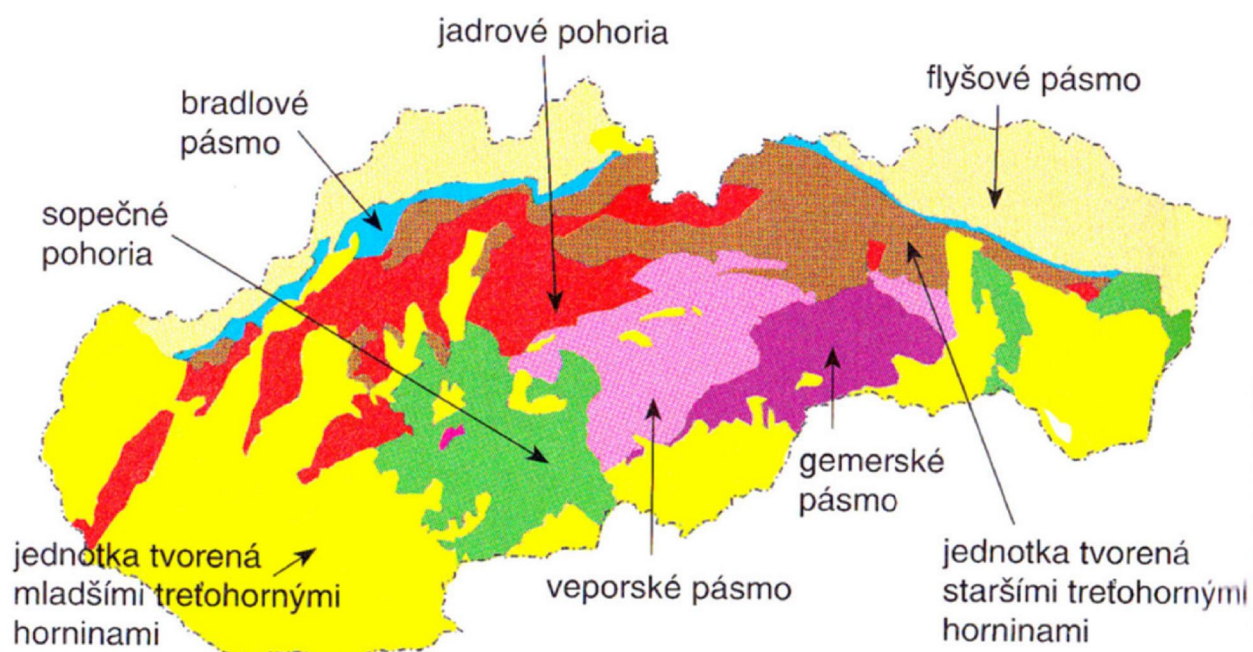 jadrové pohoria
flyšové pásmo
bradlové
pásmo
sopečné
pohoria
gemerské
pásmo
jednotka tvorená
mladšími treťohornými
horninami
veporské pásmo
jednotka tvorená
staršími treťohornými
horninami